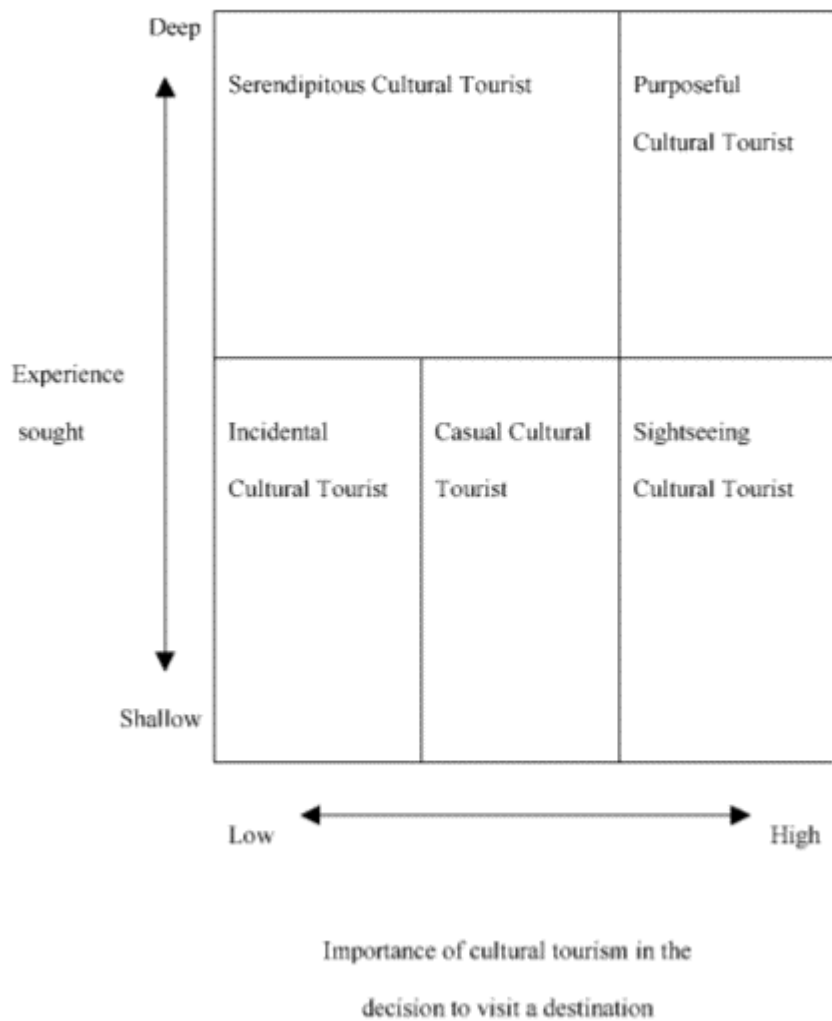 Deep
Serendipitous Cultural Tourist
Purposeful
Cultural Tourist
Experience
sought
Incidental
Cultural Tourist
Casual Cultural
Tourist
Sightseeing
Cultural Tourist
Shallow
Low
High
Importance of cultural tourism in the
decision to visit a destination